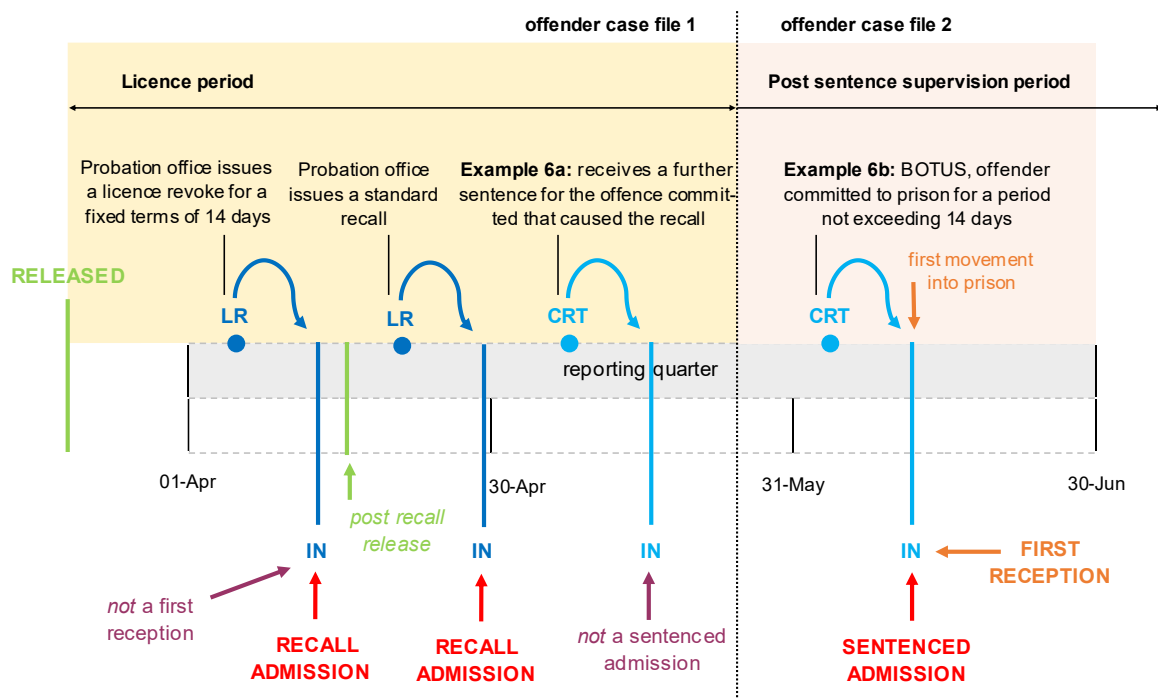 offender case file 1
offender case file 2
Licence period
Post sentence supervision period
Probation office issues
a licence revoke for a
fixed terms of 14 days
Probation office
issues a standard
recall
Example 6a: receives a further
sentence for the offence commit-
ted that caused the recall
Example 6b: BOTUS, offender
committed to prison for a period
not exceeding 14 days
RELEASED
first movement
into prison
LR
LR
CRT
CRT
reporting quarter
01-Apr
30-Apr
31-May
30-Jun
post recall
release
IN
IN
IN
IN
FIRST
RECEPTION
not a first
reception
RECALL
ADMISSION
RECALL
ADMISSION
not a sentenced
admission
SENTENCED
ADMISSION